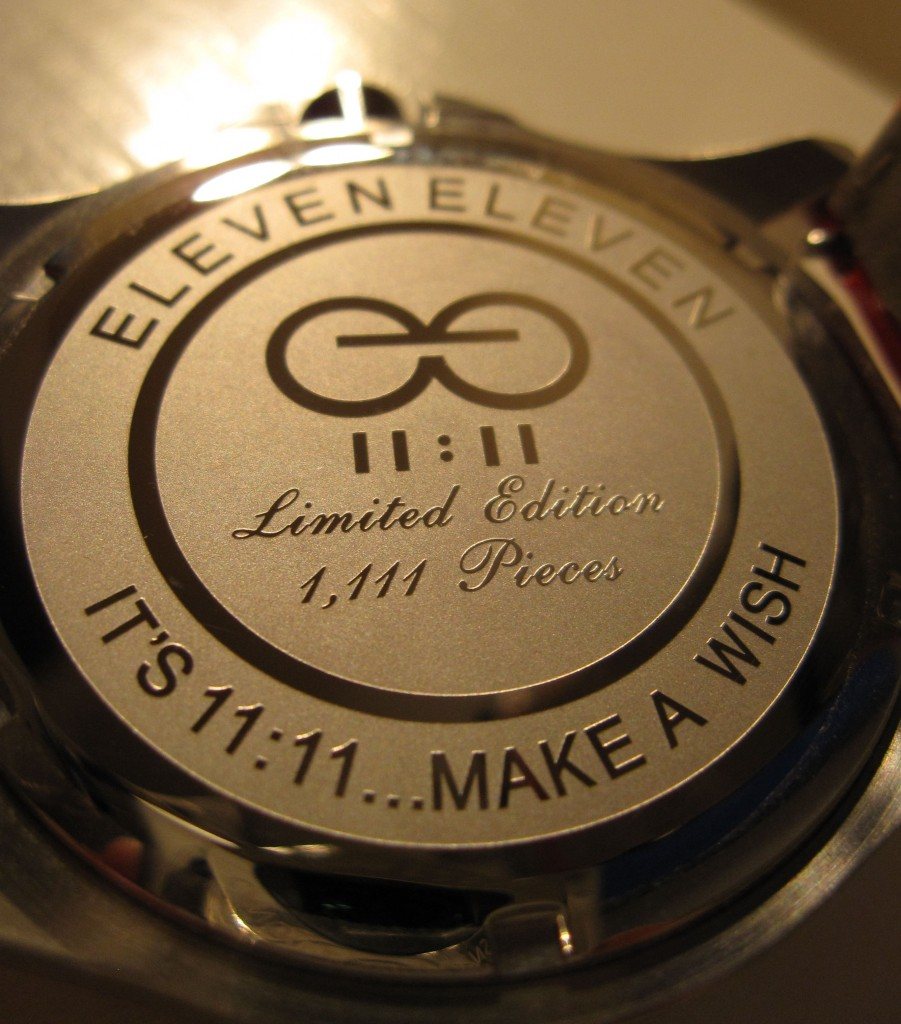 ELEVEN ELEVEN
11:11
Limited Edition
1,111 Pieces
IT'S 11:11...MAKE A WISH